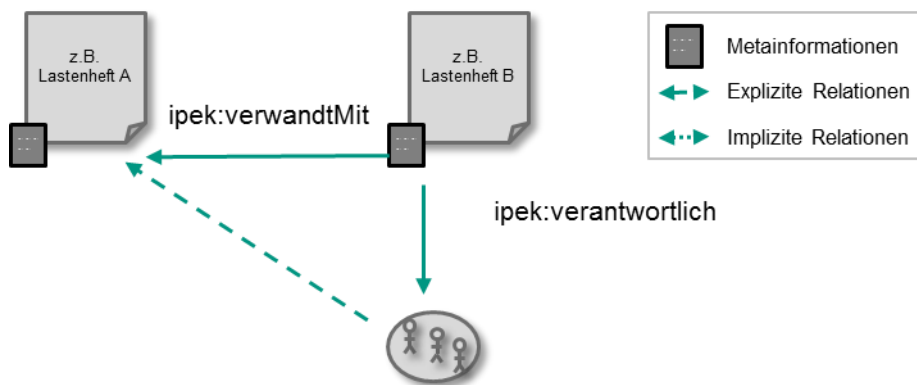 z.B.
Lastenheft A
z.B.
Lastenheft B
ipek:verwandtMit
ipek:verantwortlich
Metainformationen
Explizite Relationen
Implizite Relationen